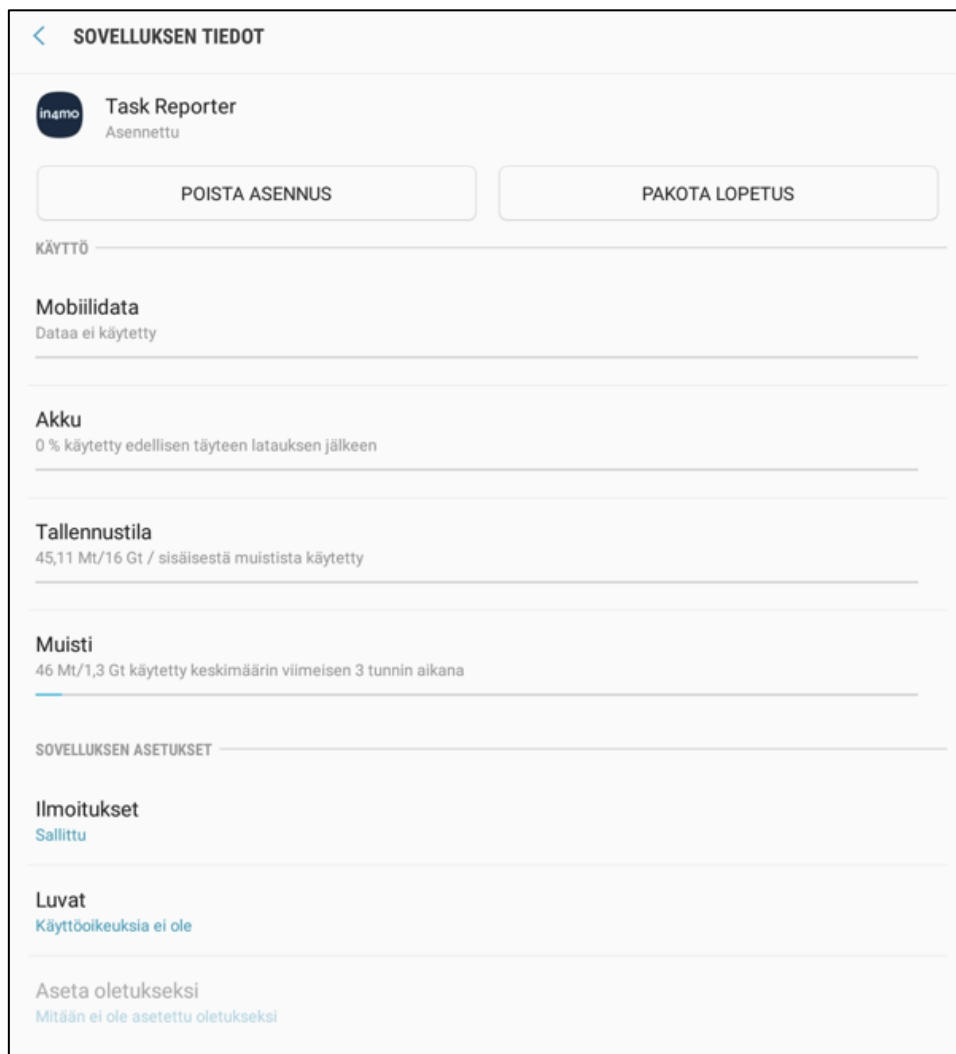 SOVELLUKSEN TIEDOT
in4mo
Task Reporter
Asennettu
POISTA ASENNUS
PAKOTA LOPETUS
KÄYTTÖ
Mobiilidata
Dataa ei käytetty
Akku
0 % käytetty edellisen täyteen latauksen jälkeen
Tallennustila
45,11 Mt/16 Gt / sisäisestä muistista käytetty
Muisti
46 Mt/1,3 Gt käytetty keskimäärin viimeisen 3 tunnin aikana
SOVELLUKSEN ASETUKSET
Ilmoitukset
Sallittu
Luvat
Käyttöoikeuksia ei ole
Aseta oletukseksi
Mitään ei ole asetettu oletukseksi